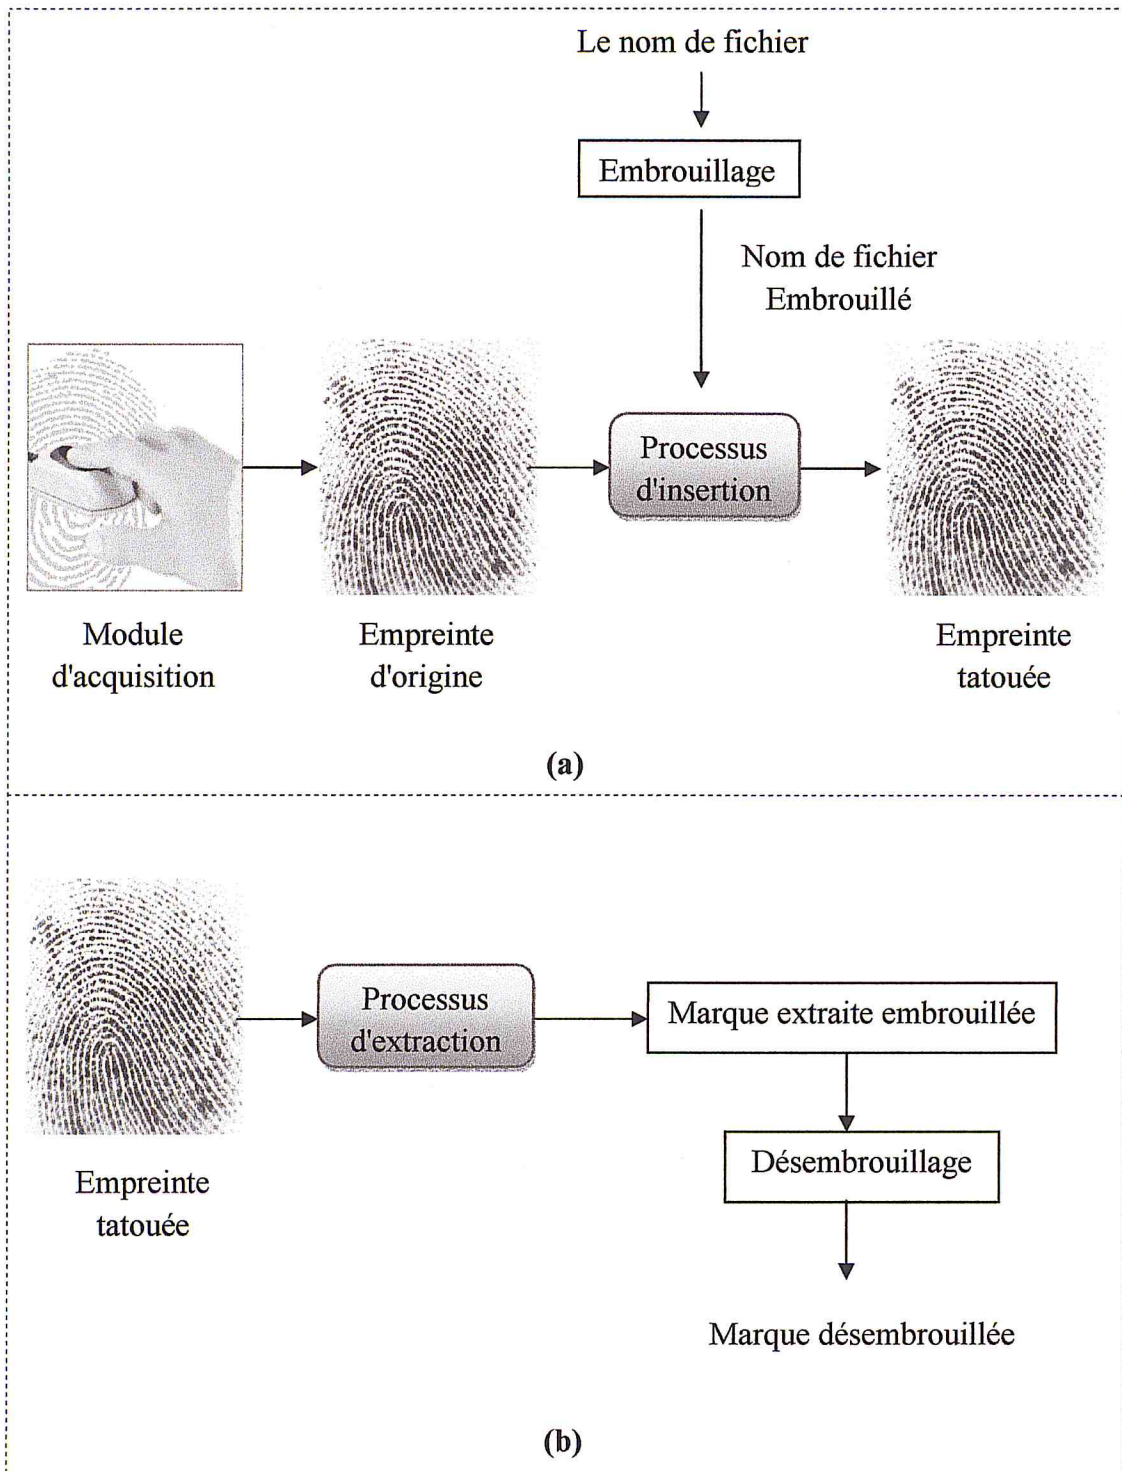 Le nom de fichier
Embrouillage
Nom de fichier
Embrouillé
Processus
d'insertion
Module
d'acquisition
Empreinte
d'origine
Empreinte
tatouée
(a)
Processus
d'extraction
Marque extraite embrouillée
Désembrouillage
Empreinte
tatouée
Marque désembrouillée
(b)